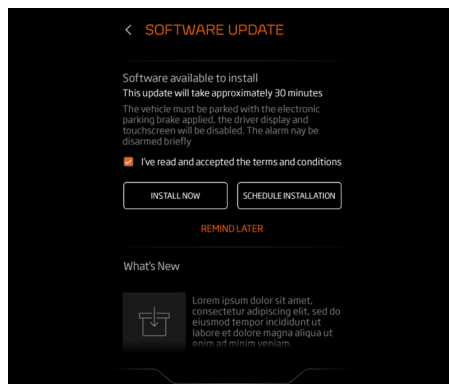 SOFTWARE UPDATE
Software available to install
This update will take approximately 30 minutes
The vehicle must be parked with the electronic
parking brake applied, the driver display and
touchscreen will be disabled. The alarm nay be
disarmed briefly
I've read and accepted the terms and conditions
INSTALL NOW
SCHEDULE INSTALLATION
REMIND LATER
What's New
Lorem ipsum dolor sit amet,
consectetur adipiscing elit, sed do
eiusmod tempor incididunt ut
labore et dolore magna aliqua ut
enim ad minim veniam.